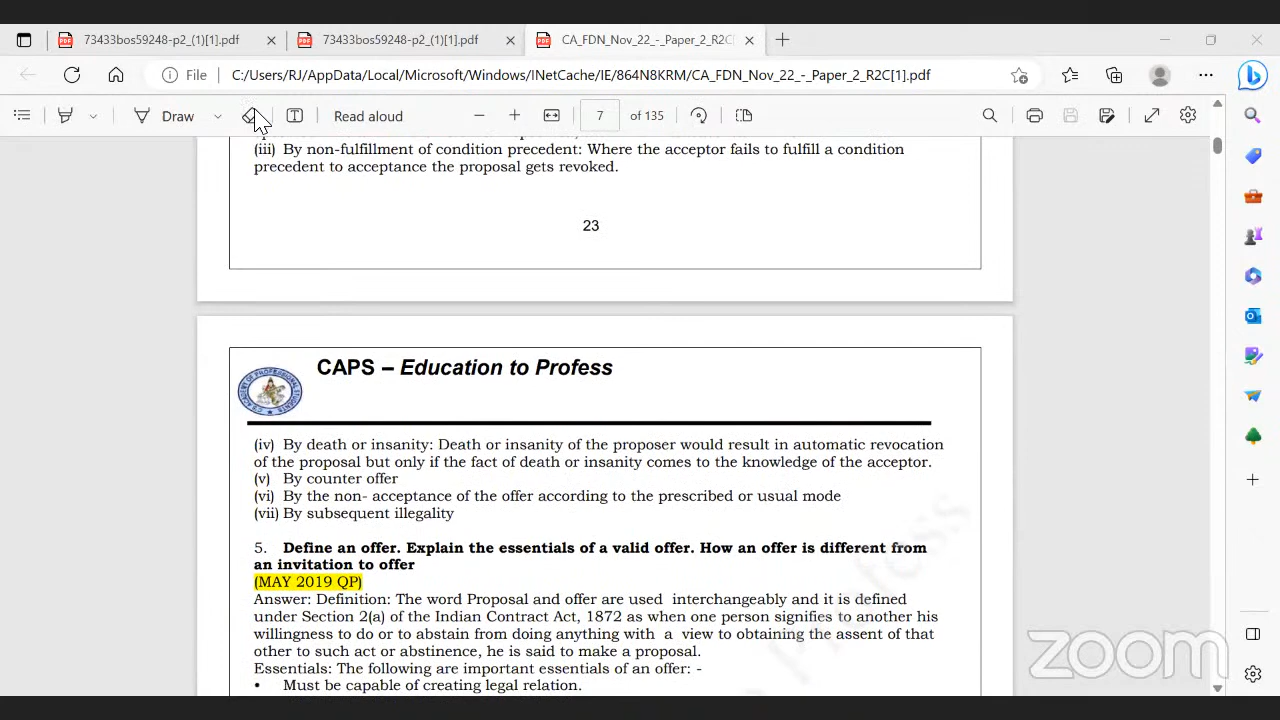 73433bos59248-p2_(1)[1].pdf
73433bos59248-p2_(1)[1].pdf
CA_FDN_Nov_22_-_Paper_2_R2C
File
C:/Users/RJ/AppData/Local/Microsoft/Windows/INetCache/IE/864N8KRM/CA_FDN_Nov_22_-_Paper_2_R2C[1].pdf
Draw
Read aloud
7
of 135
(iii) By non-fulfillment of condition precedent: Where the acceptor fails to fulfill a condition
precedent to acceptance the proposal gets revoked.
23
CAPS – Education to Profess
(iv) By death or insanity: Death or insanity of the proposer would result in automatic revocation
of the proposal but only if the fact of death or insanity comes to the knowledge of the acceptor.
(v) By counter offer
(vi) By the non- acceptance of the offer according to the prescribed or usual mode
(vii) By subsequent illegality
5. Define an offer. Explain the essentials of a valid offer. How an offer is different from
an invitation to offer
(MAY 2019 QP)
Answer: Definition: The word Proposal and offer are used interchangeably and it is defined
under Section 2(a) of the Indian Contract Act, 1872 as when one person signifies to another his
willingness to do or to abstain from doing anything with a view to obtaining the assent of that
other to such act or abstinence, he is said to make a proposal.
Essentials: The following are important essentials of an offer: -
• Must be capable of creating legal relation.
zoom